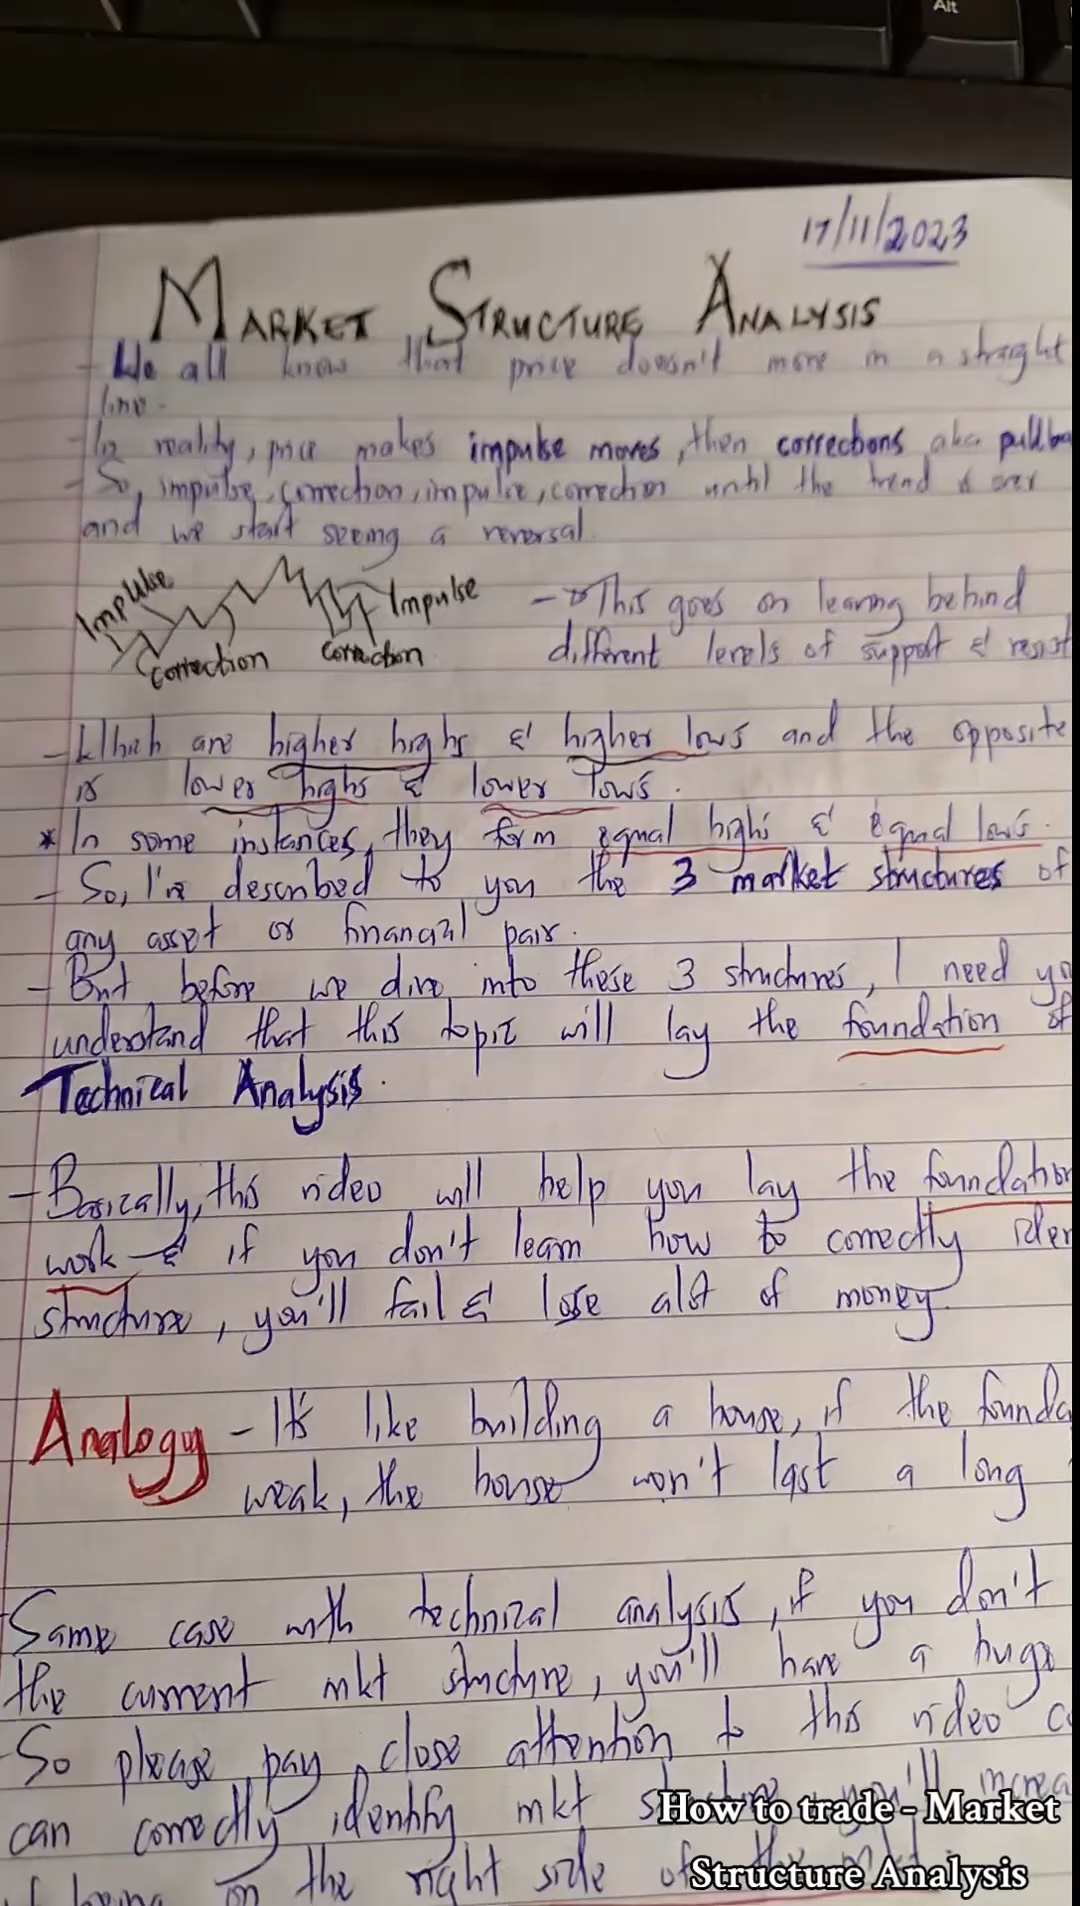 Alt
17/11/2023
MARKET STRUCTURE ANALYSIS
- We all know that price doesn't move in a straight
line.
- In reality, price makes impulse moves, then corrections aka pullba
- So, impulse, correction, impulse, correction until the trend is over
and we start seeing a reversal.
Impulse
Impulse
Correction
Correction
- This goes on leaving behind
different levels of support & resist
- Which are higher highs & higher lows and the opposite
is lower highs & lower lows.
* In some instances, they form equal highs & equal lows.
- So, I've described to you the 3 market structures of
any asset or financial pair.
- But before we dive into these 3 structures, I need yo
understand that this topic will lay the foundation of
Technical Analysis.
- Basically, this video will help you lay the foundation
work & if you don't learn how to correctly iden
structure, you'll fail & lose alot of money.
Analogy - It's like building a house, if the founda
weak, the house won't last a long
- Same case with technical analysis, if you don't
the current mkt structure, you'll have a huge
- So please pay close attention to this video
can correctly identify mkt structure, you'll increa
being on the right side of the mkt.
How to trade - Market
Structure Analysis